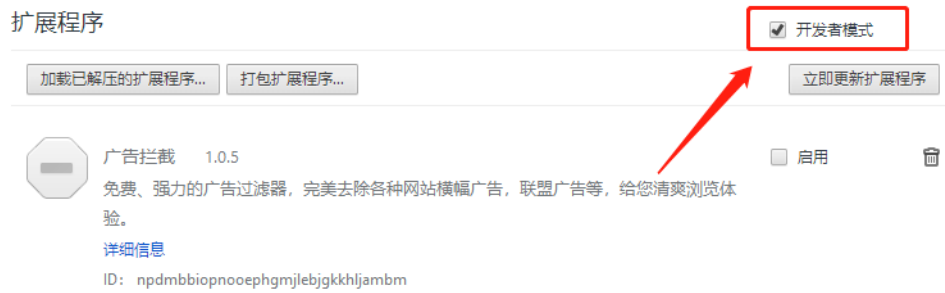 扩展程序
开发者模式
加载已解压的扩展程序... 打包扩展程序... 立即更新扩展程序
广告拦截 1.0.5 启用
免费、强力的广告过滤器，完美去除各种网站横幅广告，联盟广告等，给您清爽浏览体
验。
详细信息
ID： npdmbbiopnooephgmjlebjgkkhljambm